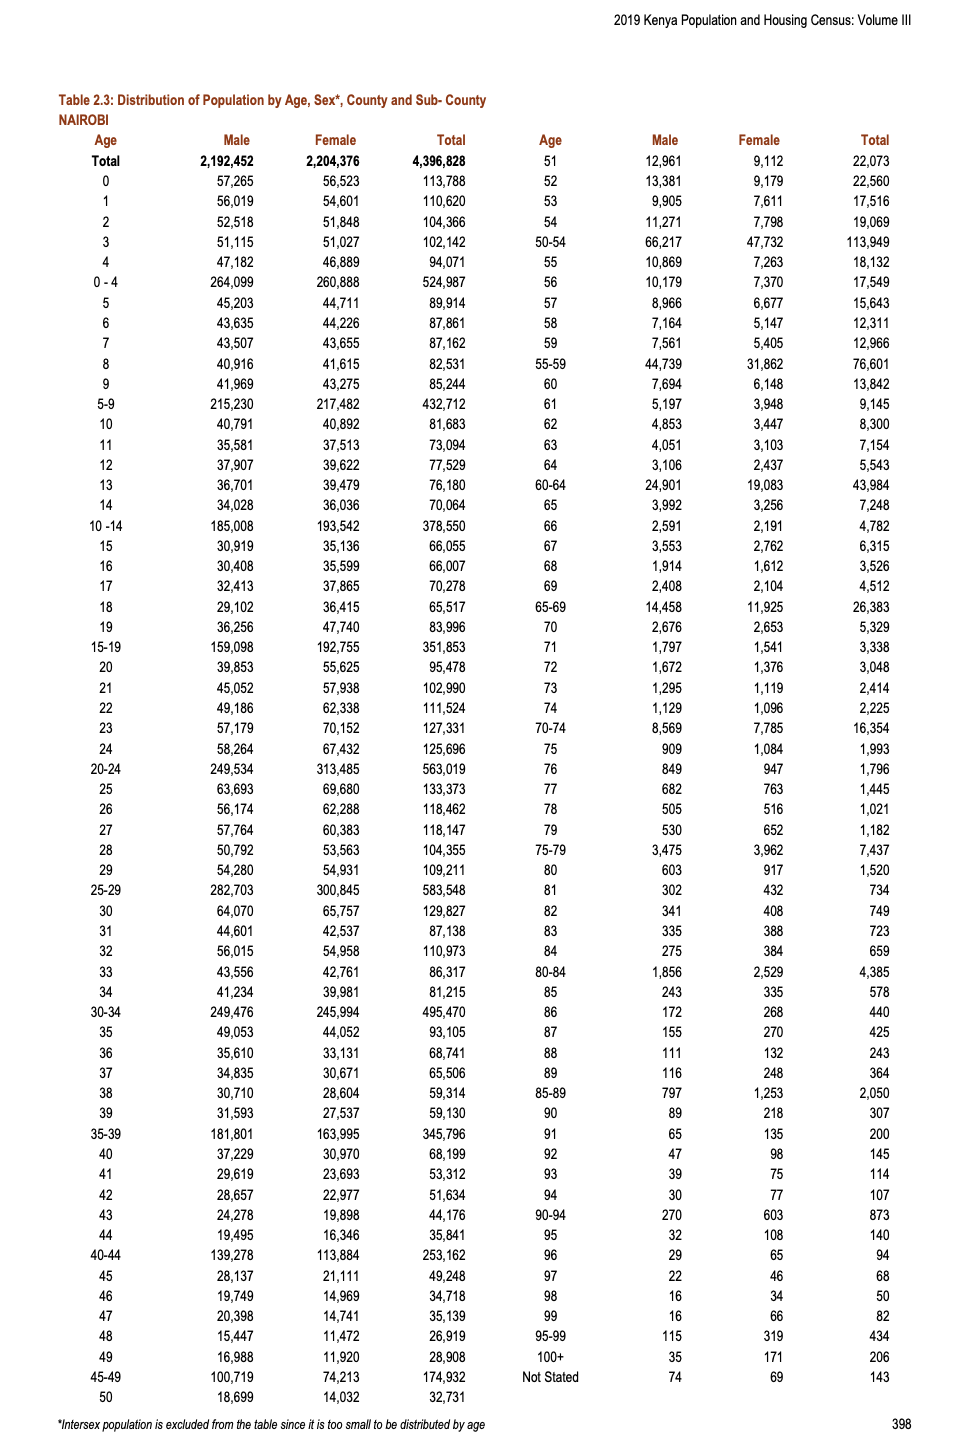 2019 Kenya Population and Housing Census: Volume III
Table 2.3: Distribution of Population by Age, Sex*, County and Sub- County
NAIROBI
Age Male Female Total Age Male Female Total
Total 2,192,452 2,204,376 4,396,828 51 12,961 9,112 22,073
0 57,265 56,523 113,788 52 13,381 9,179 22,560
1 56,019 54,601 110,620 53 9,905 7,611 17,516
2 52,518 51,848 104,366 54 11,271 7,798 19,069
3 51,115 51,027 102,142 50-54 66,217 47,732 113,949
4 47,182 46,889 94,071 55 10,869 7,263 18,132
0 - 4 264,099 260,888 524,987 56 10,179 7,370 17,549
5 45,203 44,711 89,914 57 8,966 6,677 15,643
6 43,635 44,226 87,861 58 7,164 5,147 12,311
7 43,507 43,655 87,162 59 7,561 5,405 12,966
8 40,916 41,615 82,531 55-59 44,739 31,862 76,601
9 41,969 43,275 85,244 60 7,694 6,148 13,842
5-9 215,230 217,482 432,712 61 5,197 3,948 9,145
10 40,791 40,892 81,683 62 4,853 3,447 8,300
11 35,581 37,513 73,094 63 4,051 3,103 7,154
12 37,907 39,622 77,529 64 3,106 2,437 5,543
13 36,701 39,479 76,180 60-64 24,901 19,083 43,984
14 34,028 36,036 70,064 65 3,992 3,256 7,248
10 -14 185,008 193,542 378,550 66 2,591 2,191 4,782
15 30,919 35,136 66,055 67 3,553 2,762 6,315
16 30,408 35,599 66,007 68 1,914 1,612 3,526
17 32,413 37,865 70,278 69 2,408 2,104 4,512
18 29,102 36,415 65,517 65-69 14,458 11,925 26,383
19 36,256 47,740 83,996 70 2,676 2,653 5,329
15-19 159,098 192,755 351,853 71 1,797 1,541 3,338
20 39,853 55,625 95,478 72 1,672 1,376 3,048
21 45,052 57,938 102,990 73 1,295 1,119 2,414
22 49,186 62,338 111,524 74 1,129 1,096 2,225
23 57,179 70,152 127,331 70-74 8,569 7,785 16,354
24 58,264 67,432 125,696 75 909 1,084 1,993
20-24 249,534 313,485 563,019 76 849 947 1,796
25 63,693 69,680 133,373 77 682 763 1,445
26 56,174 62,288 118,462 78 505 516 1,021
27 57,764 60,383 118,147 79 530 652 1,182
28 50,792 53,563 104,355 75-79 3,475 3,962 7,437
29 54,280 54,931 109,211 80 603 917 1,520
25-29 282,703 300,845 583,548 81 302 432 734
30 64,070 65,757 129,827 82 341 408 749
31 44,601 42,537 87,138 83 335 388 723
32 56,015 54,958 110,973 84 275 384 659
33 43,556 42,761 86,317 80-84 1,856 2,529 4,385
34 41,234 39,981 81,215 85 243 335 578
30-34 249,476 245,994 495,470 86 172 268 440
35 49,053 44,052 93,105 87 155 270 425
36 35,610 33,131 68,741 88 111 132 243
37 34,835 30,671 65,506 89 116 248 364
38 30,710 28,604 59,314 85-89 797 1,253 2,050
39 31,593 27,537 59,130 90 89 218 307
35-39 181,801 163,995 345,796 91 65 135 200
40 37,229 30,970 68,199 92 47 98 145
41 29,619 23,693 53,312 93 39 75 114
42 28,657 22,977 51,634 94 30 77 107
43 24,278 19,898 44,176 90-94 270 603 873
44 19,495 16,346 35,841 95 32 108 140
40-44 139,278 113,884 253,162 96 29 65 94
45 28,137 21,111 49,248 97 22 46 68
46 19,749 14,969 34,718 98 16 34 50
47 20,398 14,741 35,139 99 16 66 82
48 15,447 11,472 26,919 95-99 115 319 434
49 16,988 11,920 28,908 100+ 35 171 206
45-49 100,719 74,213 174,932 Not Stated 74 69 143
50 18,699 14,032 32,731
*Intersex population is excluded from the table since it is too small to be distributed by age 398